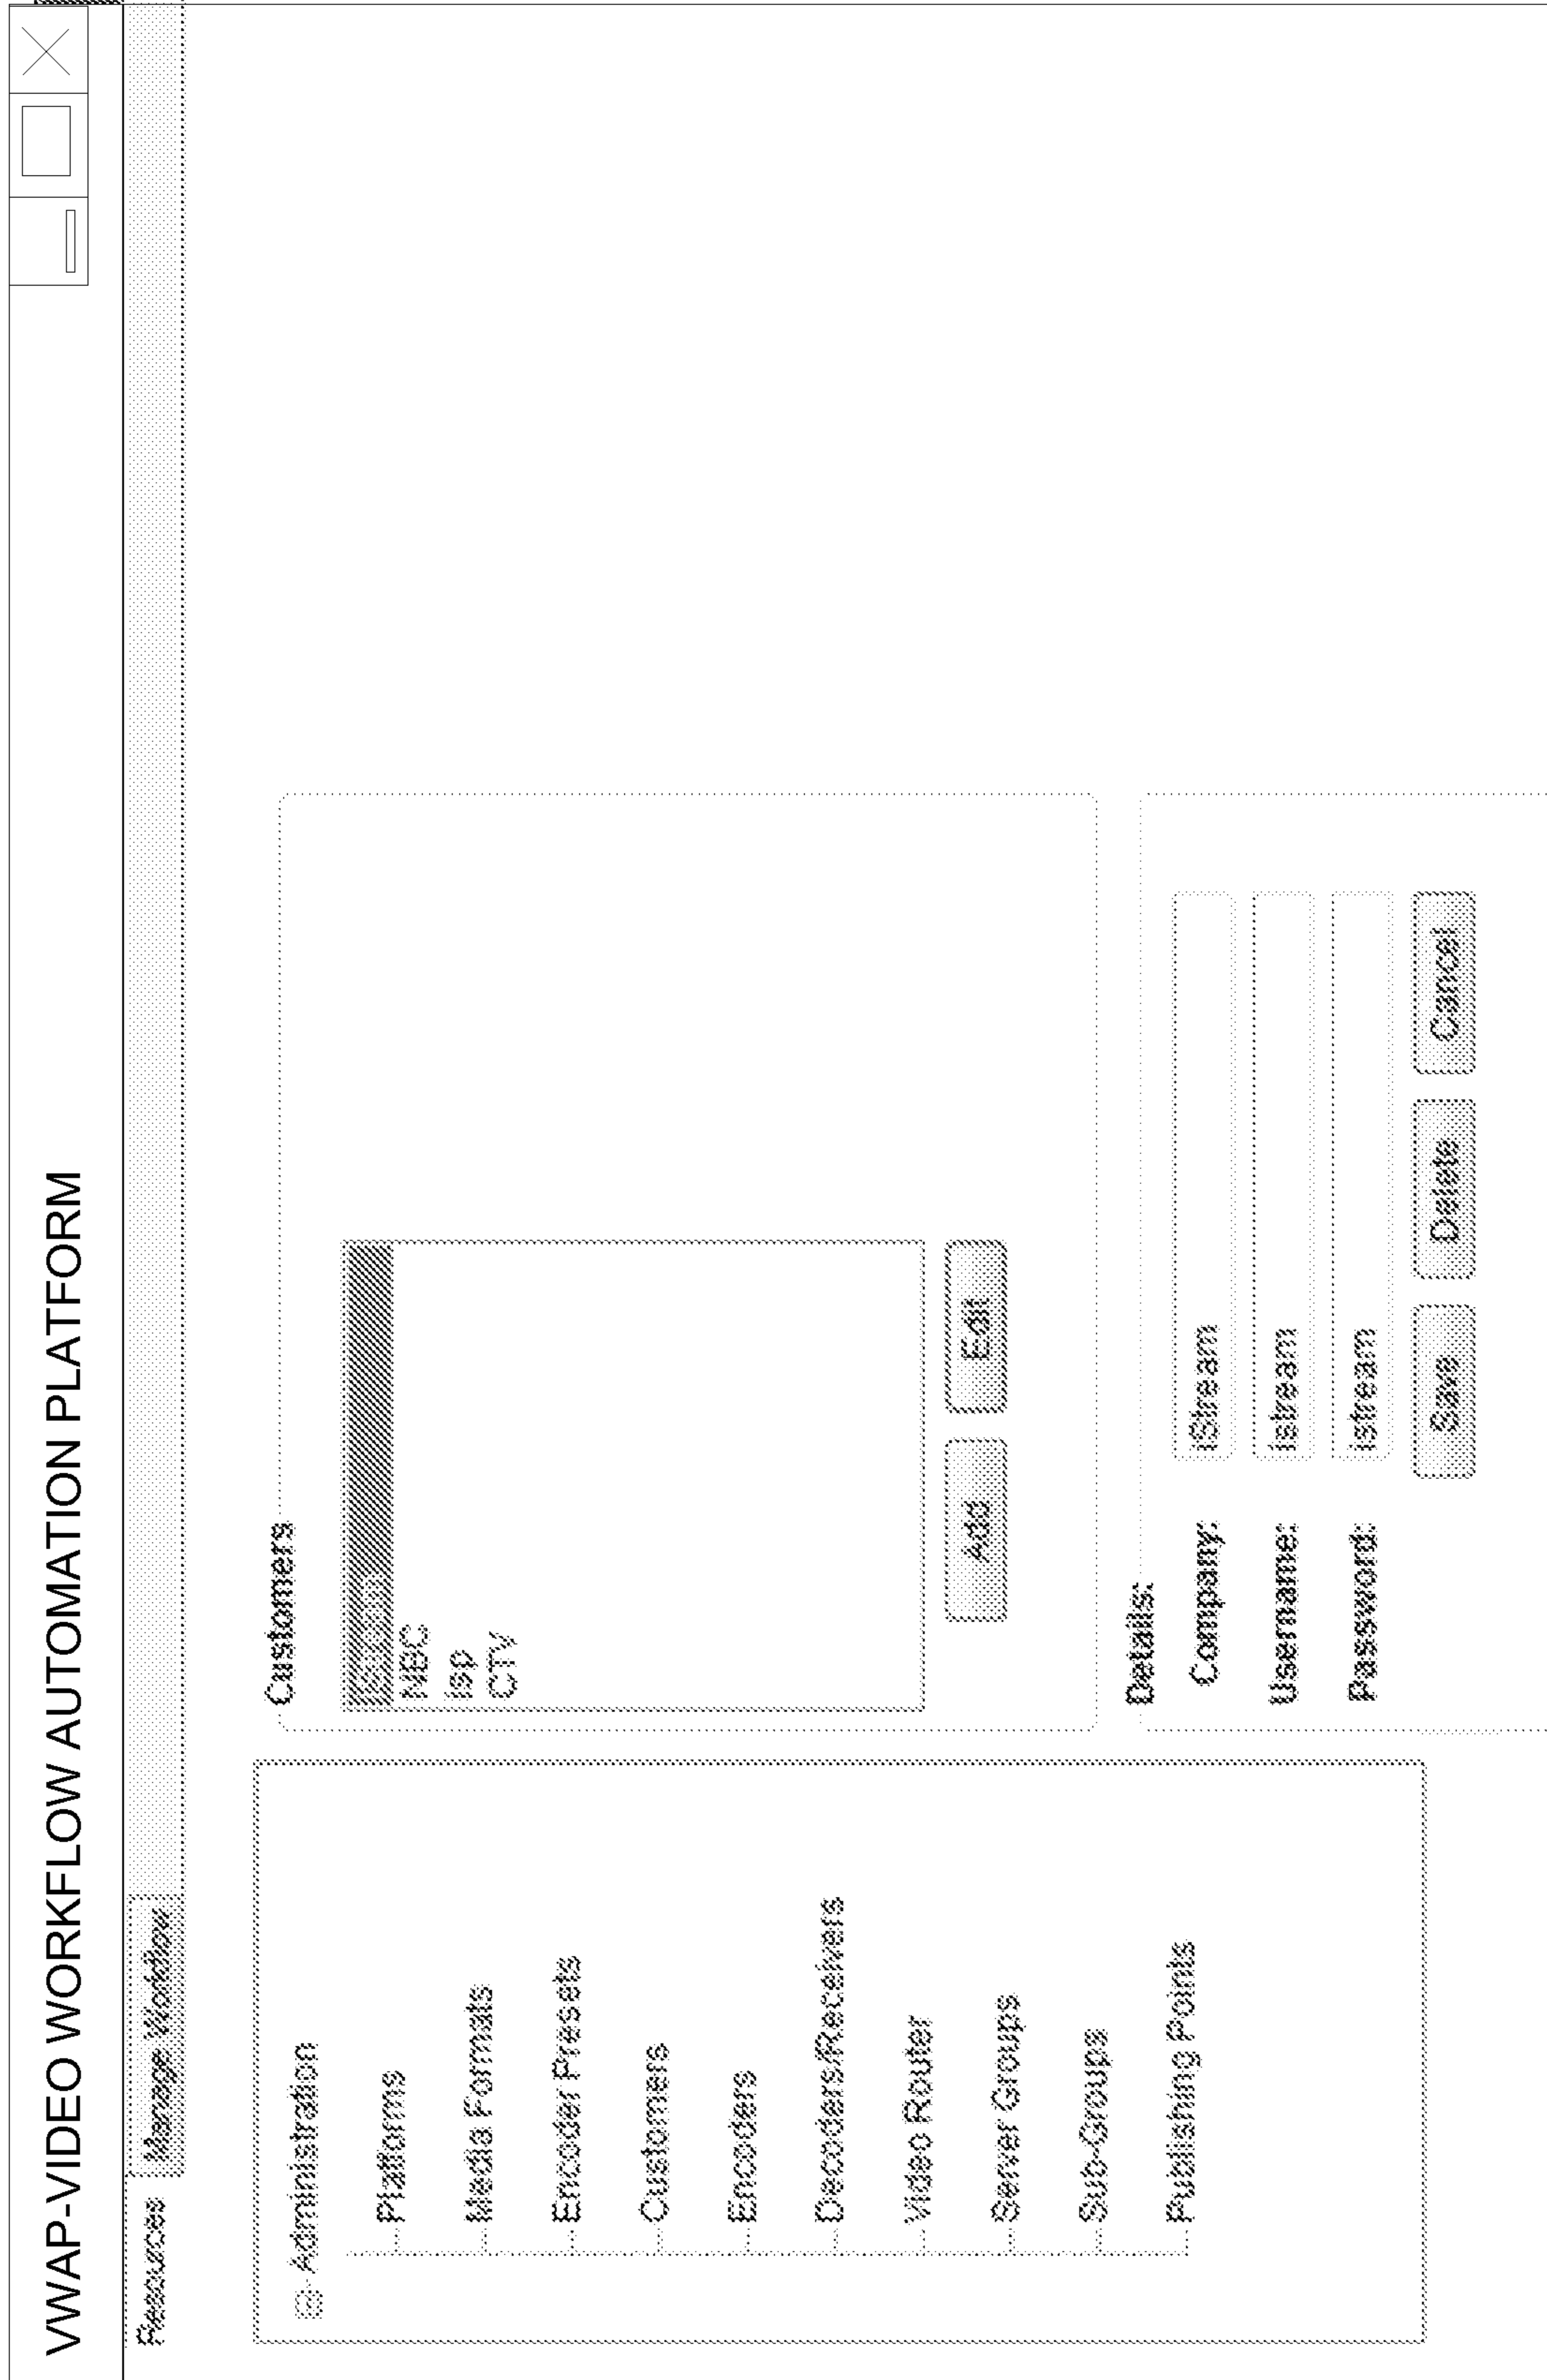 VWAP-VIDEO WORKFLOW AUTOMATION PLATFORM
Resources Manage Workflow
Administration
Platforms
Media Formats
Encoder Presets
Customers
Encoders
Decoders/Receivers
Video Router
Server Groups
Sub-Groups
Publishing Points
Customers
NBC
isp
CTV
Add Edit
Details:
Company: iStream
Username: istream
Password: istream
Save Delete Cancel